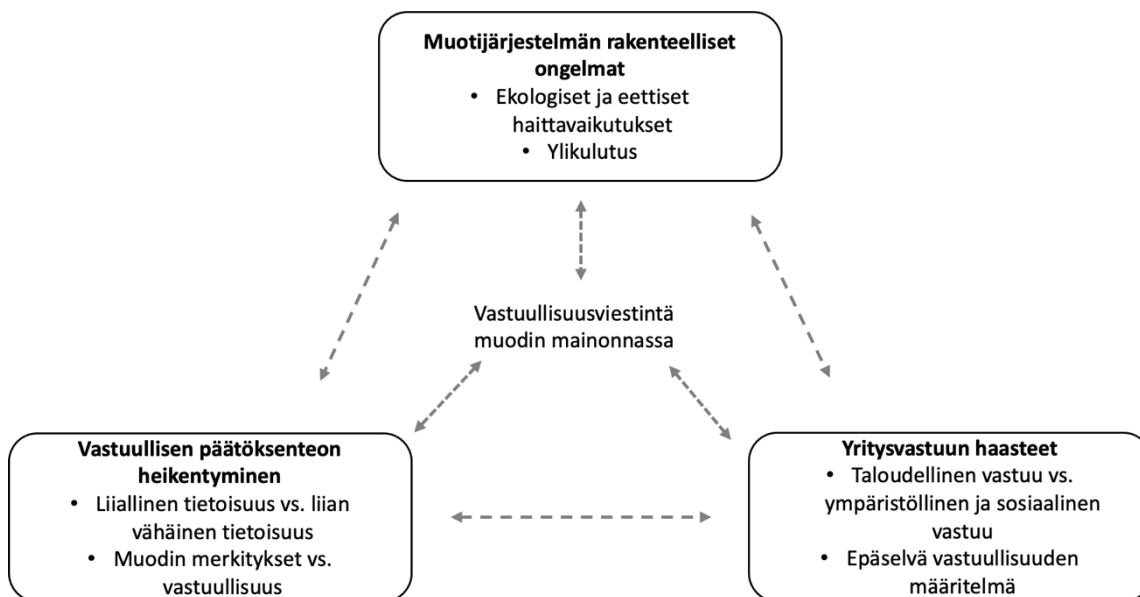 Muotijärjestelmän rakenteelliset
ongelmat
• Ekologiset ja eettiset
haittavaikutukset
• Ylikulutus
Vastuullisuusviestintä
muodin mainonnassa
Vastuullisen päätöksenteon
heikentyminen
• Liiallinen tietoisuus vs. liian
vähäinen tietoisuus
• Muodin merkitykset vs.
vastuullisuus
Yritysvastuun haasteet
• Taloudellinen vastuu vs.
ympäristöllinen ja sosiaalinen
vastuu
• Epäselvä vastuullisuuden
määritelmä